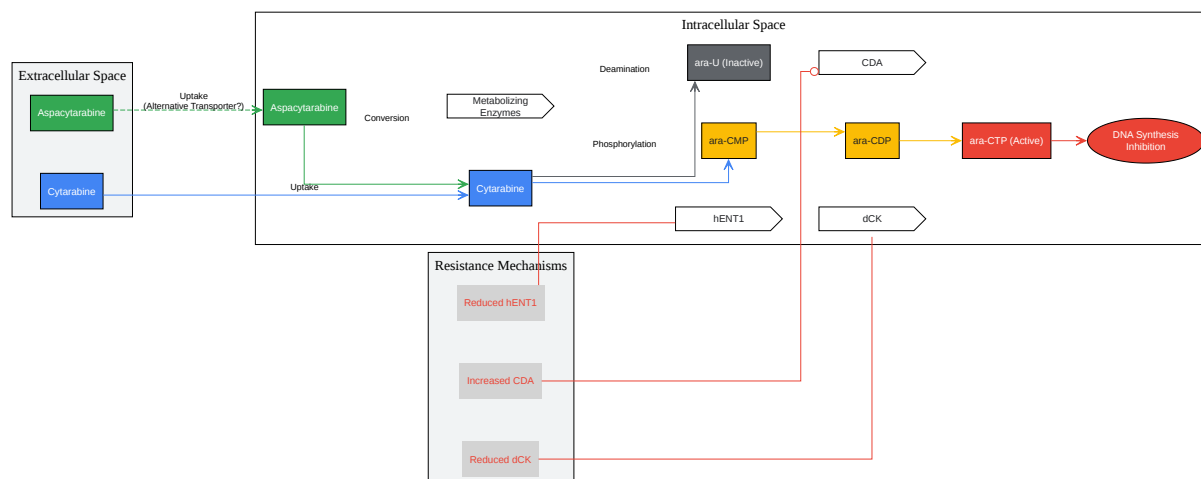 Intracellular Space
Extracellular Space
Aspacytarabine
Uptake
(Alternative Transporter?)
Aspacytarabine
Conversion
Metabolizing
Enzymes
Deamination
ara-U (Inactive)
CDA
Phosphorylation
ara-CMP
ara-CDP
ara-CTP (Active)
DNA Synthesis
Inhibition
Cytarabine
Uptake
Cytarabine
hENT1
dCK
Resistance Mechanisms
Reduced hENT1
Increased CDA
Reduced dCK